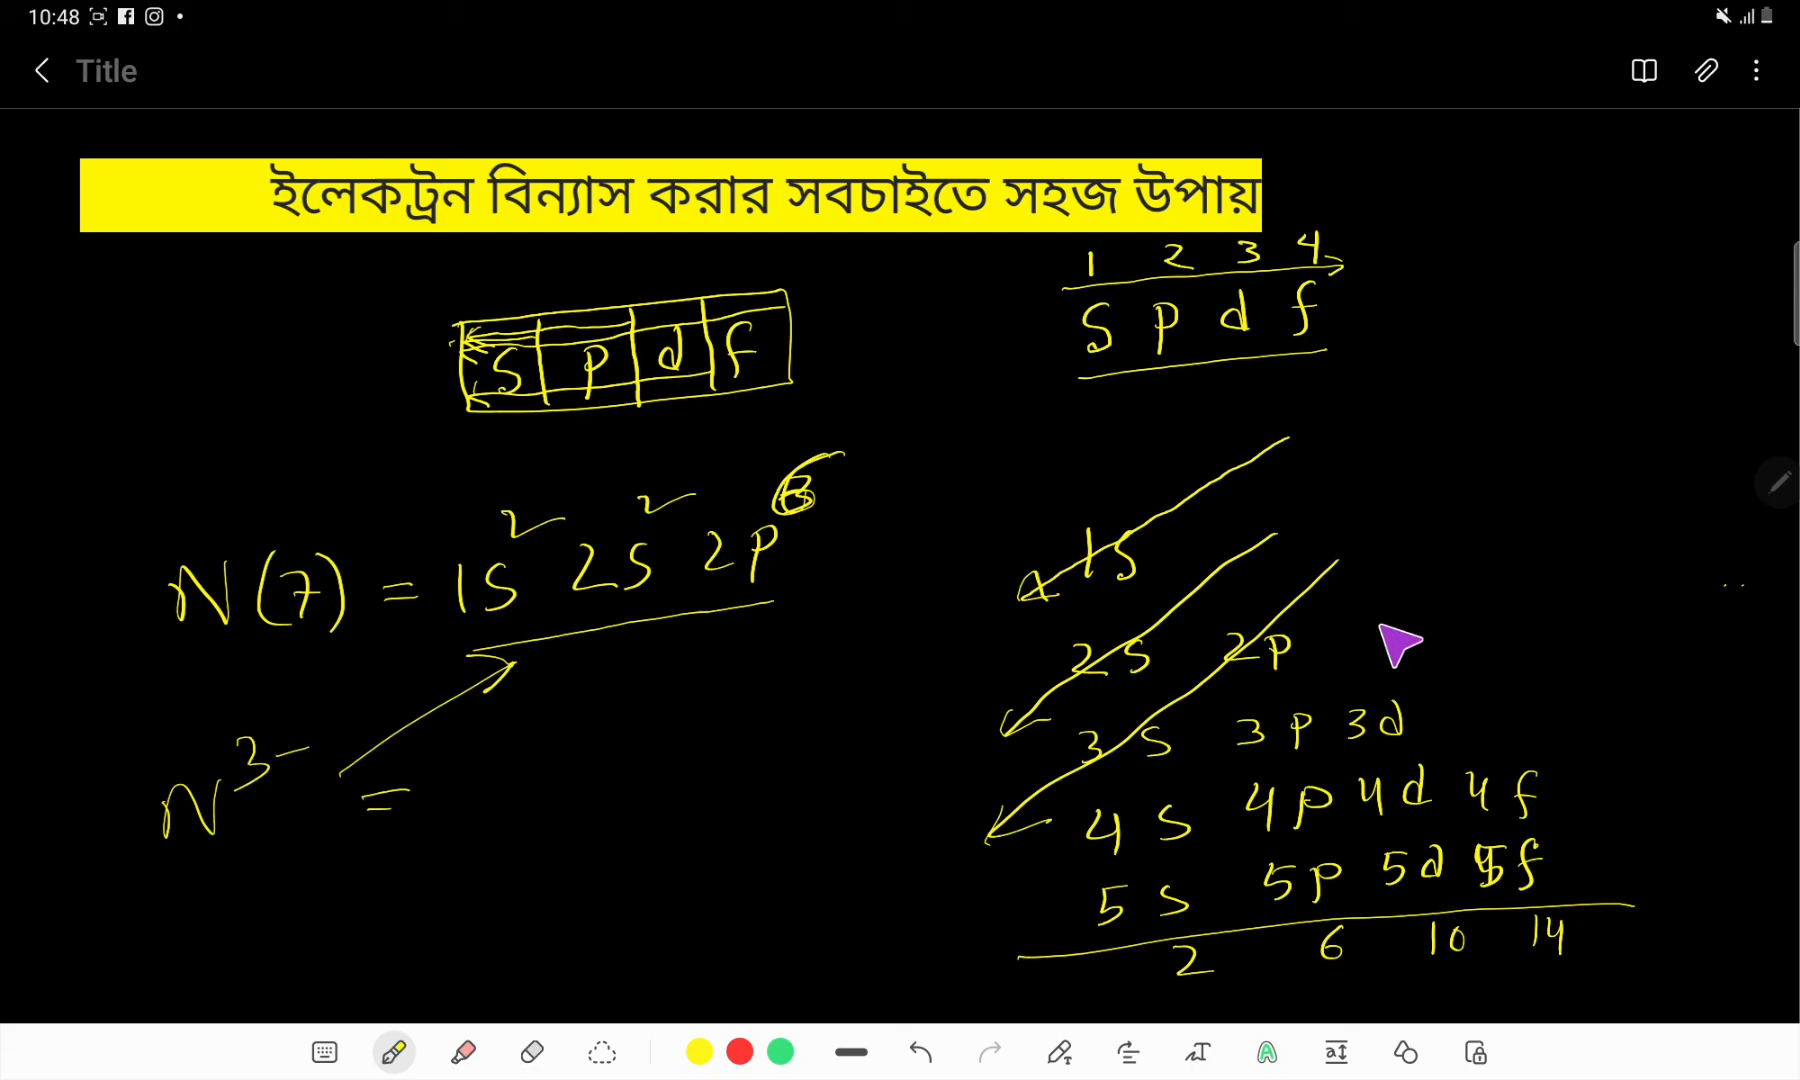 10:48
Title
ইলেকট্রন বিন্যাস করার সবচাইতে সহজ উপায়
1 2 3 4
S p d f
S p d f
N(7) = 1S² 2S² 2p
N³⁻ =
1S
2S 2p
3S 3p 3d
4S 4p 4d 4f
5S 5p 5d 5f
2 6 10 14